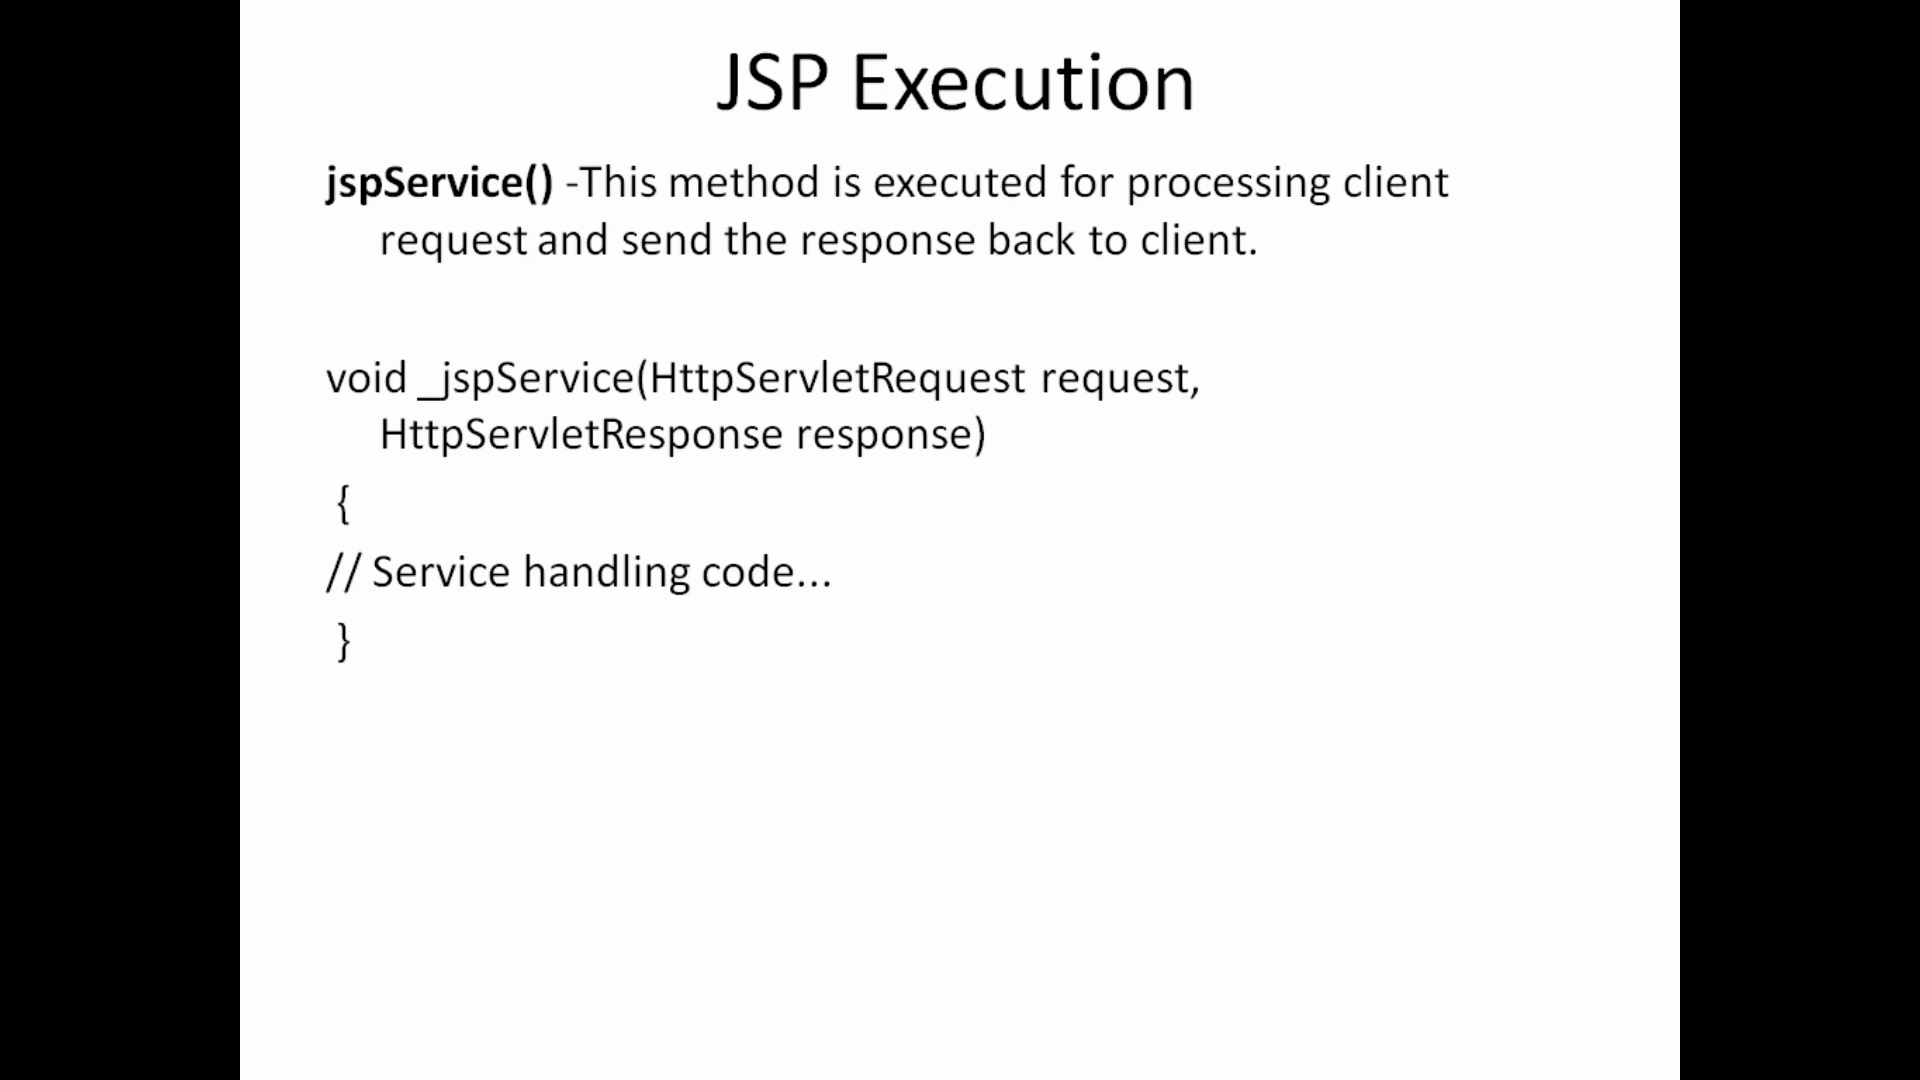 JSP Execution
jspService() -This method is executed for processing client
request and send the response back to client.
void _jspService(HttpServletRequest request,
HttpServletResponse response)
{
// Service handling code...
}